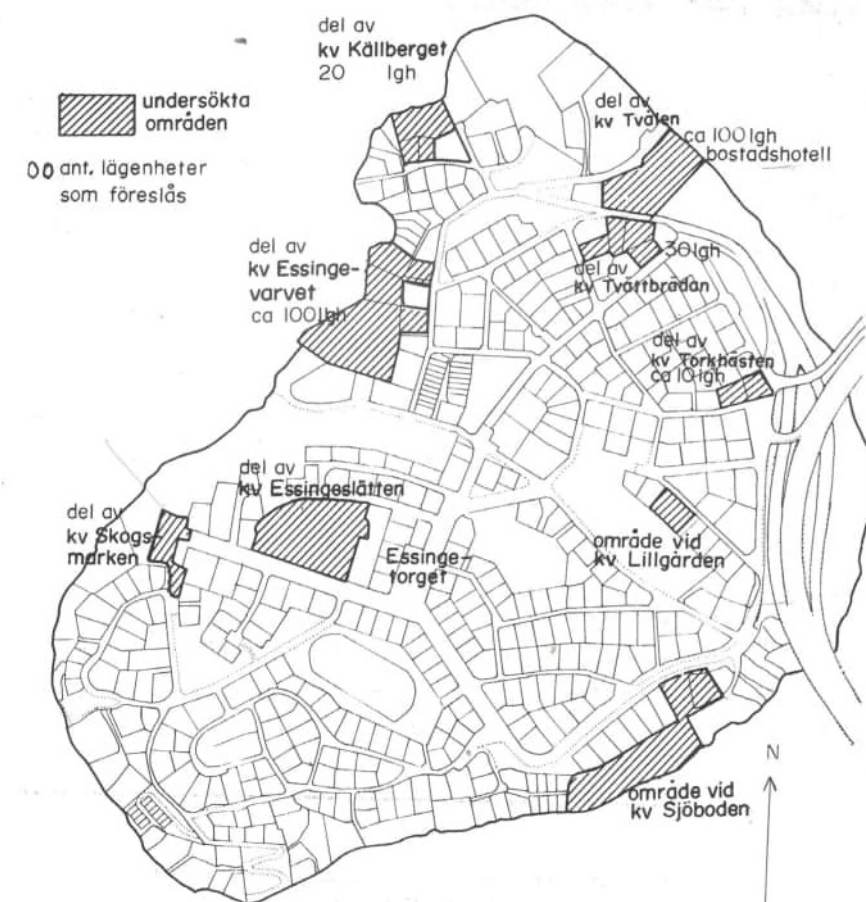 del av
kv Källberget
20 lgh
undersökta
områden
00 ant. lägenheter
som föreslås
del av
kv Tvålen
ca 100 lgh
bostadshotell
del av
kv Essinge-
varvet
ca 100 lgh
30 lgh
del av
kv Tvättbrädan
del av
kv Torkhästen
ca 10 lgh
del av
kv Essingeslätten
del av
kv Skogs-
marken
Essinge-
torget
område vid
kv Lillgården
N
område vid
kv Sjöboden